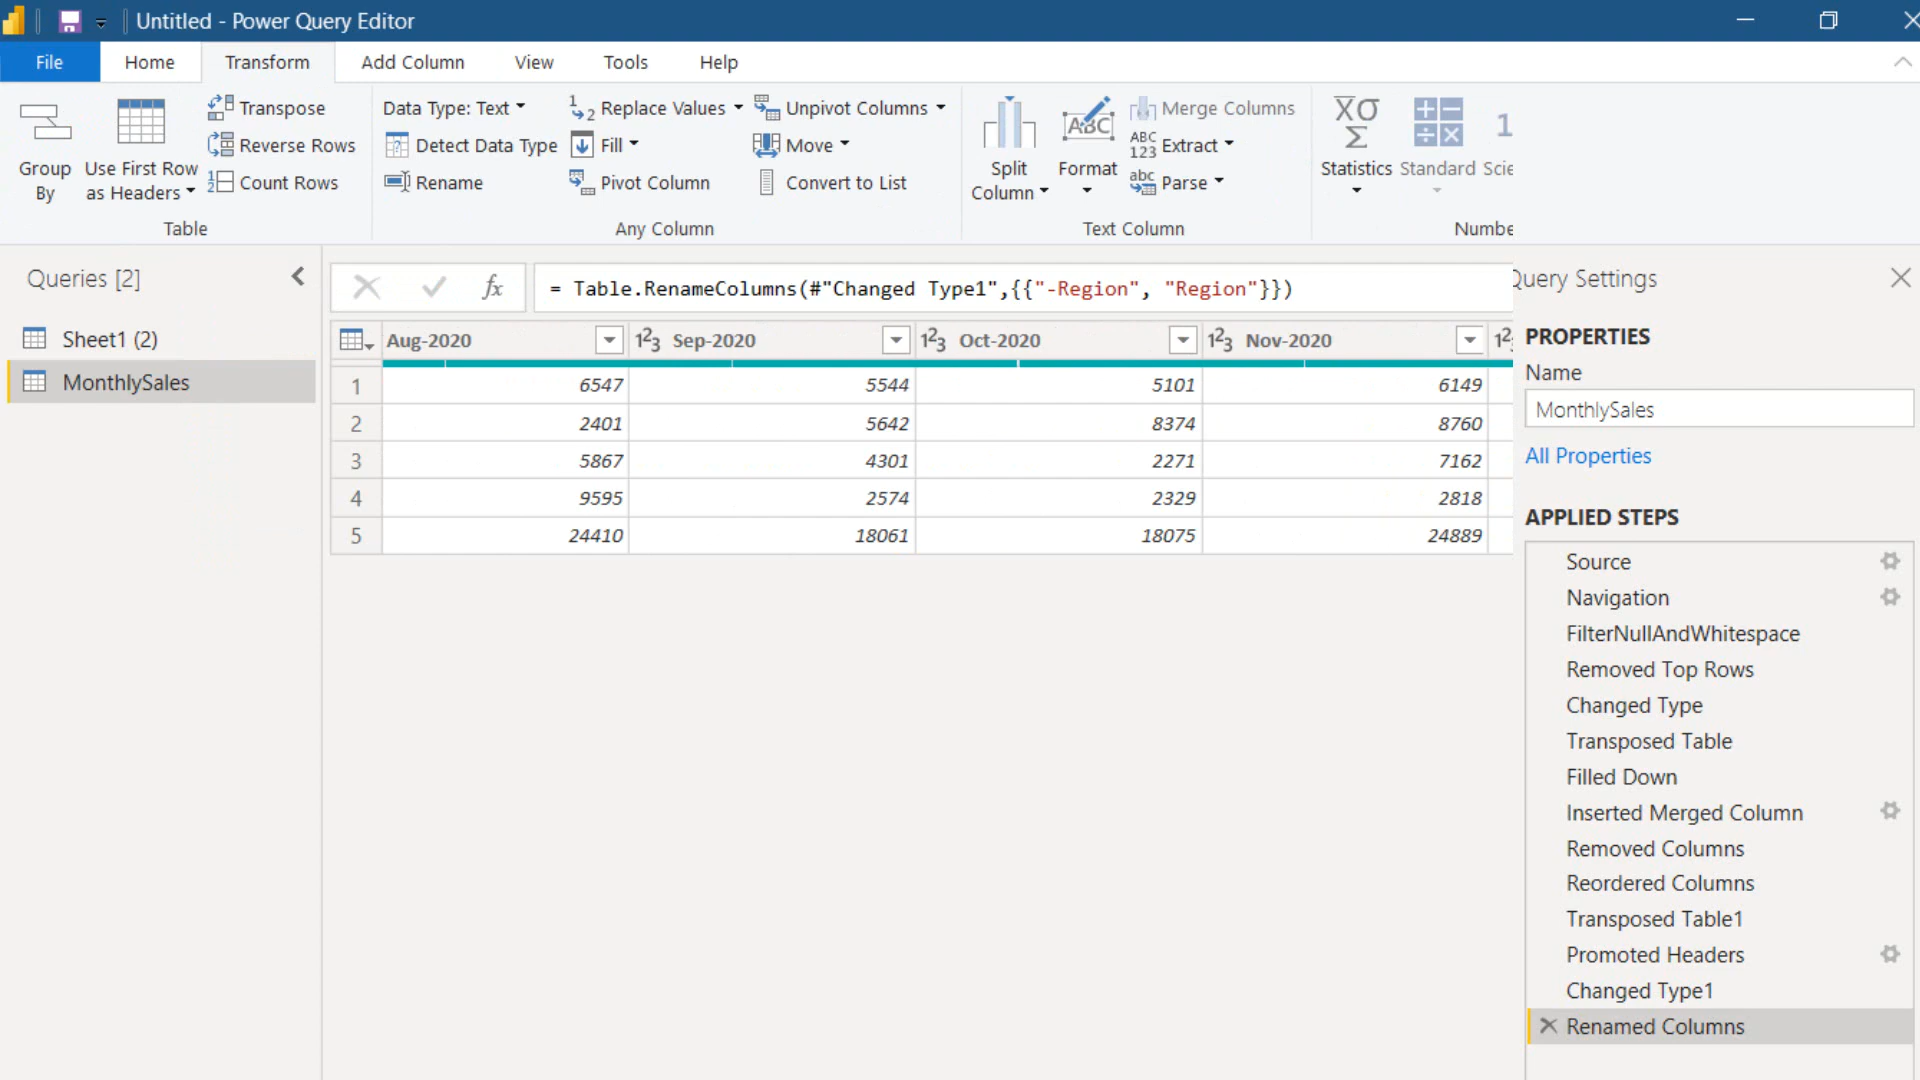 Untitled - Power Query Editor
File Home Transform Add Column View Tools Help
Group By
Use First Row as Headers
Transpose
Reverse Rows
Count Rows
Table
Data Type: Text
Detect Data Type
Rename
Replace Values
Fill
Pivot Column
Unpivot Columns
Move
Convert to List
Any Column
Split Column
Format
Merge Columns
Extract
Parse
Text Column
Statistics
Standard
Scie
Numbe
Queries [2]
Sheet1 (2)
MonthlySales
fx = Table.RenameColumns(#"Changed Type1",{{"-Region", "Region"}})
Aug-2020 123 Sep-2020 123 Oct-2020 123 Nov-2020 12
1 6547 5544 5101 6149
2 2401 5642 8374 8760
3 5867 4301 2271 7162
4 9595 2574 2329 2818
5 24410 18061 18075 24889
Query Settings
PROPERTIES
Name
MonthlySales
All Properties
APPLIED STEPS
Source
Navigation
FilterNullAndWhitespace
Removed Top Rows
Changed Type
Transposed Table
Filled Down
Inserted Merged Column
Removed Columns
Reordered Columns
Transposed Table1
Promoted Headers
Changed Type1
Renamed Columns